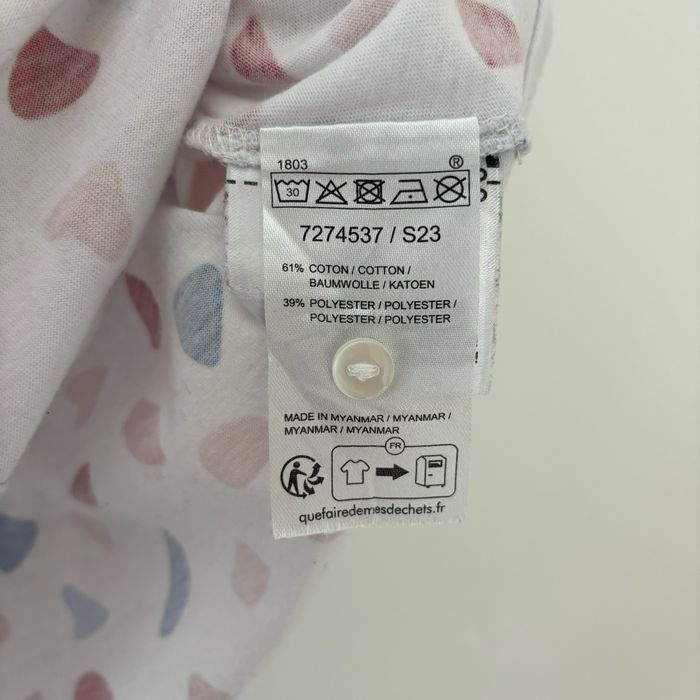 1803 ®
30
7274537 / S23
61% COTON / COTTON /
BAUMWOLLE / KATOEN
39% POLYESTER / POLYESTER /
POLYESTER / POLYESTER
MADE IN MYANMAR / MYANMAR /
MYANMAR / MYANMAR
FR
quefairedemesdechets.fr